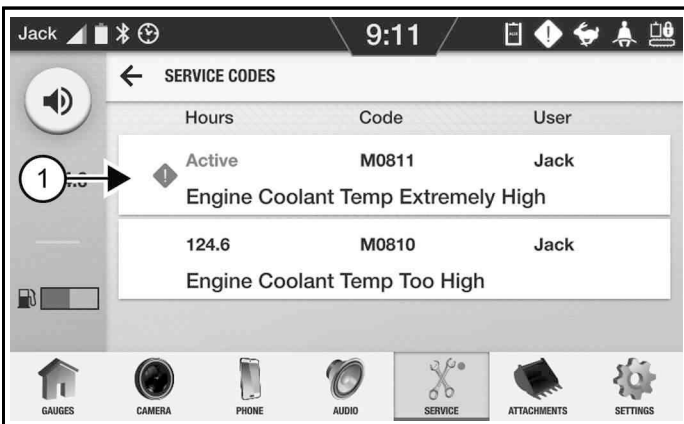 Jack 9:11
SERVICE CODES
Hours Code User
Active M0811 Jack
1
Engine Coolant Temp Extremely High
124.6 M0810 Jack
Engine Coolant Temp Too High
GAUGES CAMERA PHONE AUDIO SERVICE ATTACHMENTS SETTINGS